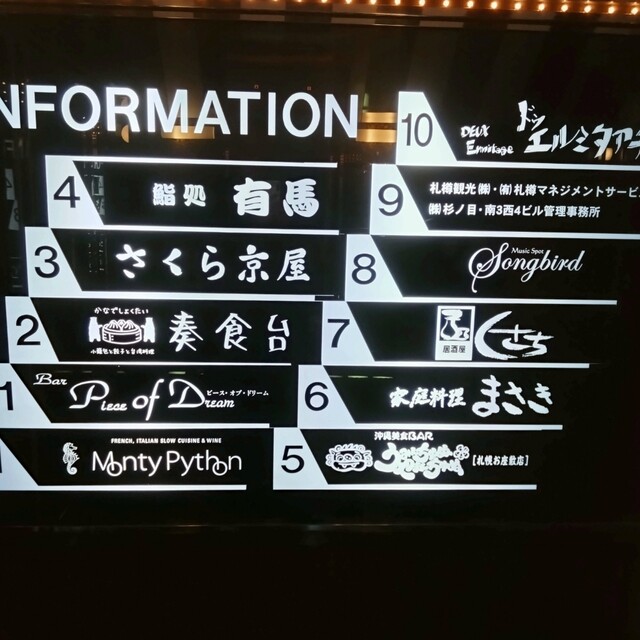 INFORMATION
4
鮨処 有馬
3
さくら京屋
2
かなでしょくたい
奏食台
小籠包と餃子と台湾料理
1
Bar
Piece of Dream
ピース・オブ・ドリーム
FRENCH, ITALIAN SLOW CUISINE & WINE
Monty Python
10
DEUX
Ermitage
ドゥ
エルミタアー
9
札樽観光㈱・㈲札樽マネジメントサービ
㈱杉ノ目・南3西4ビル管理事務所
8
Music Spot
Songbird
7
居酒屋
くさち
6
家庭料理 まさき
5
沖縄美食BAR
[札幌お座敷店]